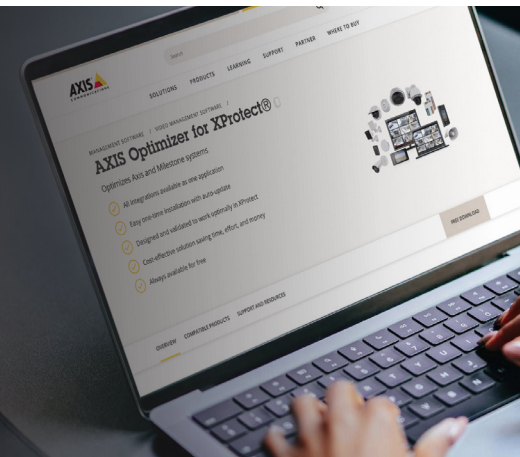 Search
AXIS
COMMUNICATIONS
SOLUTIONS PRODUCTS LEARNING SUPPORT PARTNER WHERE TO BUY
MANAGEMENT SOFTWARE / VIDEO MANAGEMENT SOFTWARE /
AXIS Optimizer for XProtect®
Optimizes Axis and Milestone systems
All integrations available as one application
Easy one-time installation with auto-update
Designed and validated to work optimally in XProtect
Cost-effective solution saving time, effort, and money
Always available for free
FREE DOWNLOAD
OVERVIEW COMPATIBLE PRODUCTS SUPPORT AND RESOURCES